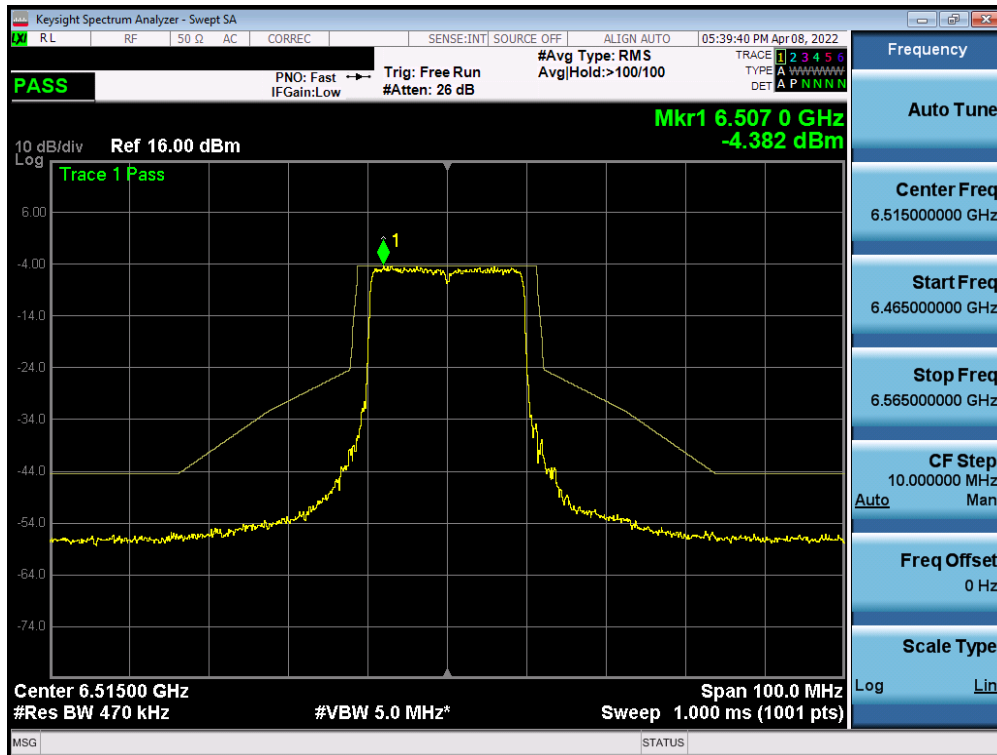 Keysight Spectrum Analyzer - Swept SA
LXI RL RF 50 Ω AC CORREC SENSE:INT SOURCE OFF ALIGN AUTO 05:39:40 PM Apr 08, 2022
PASS
PNO: Fast
IFGain:Low
Trig: Free Run
#Atten: 26 dB
#Avg Type: RMS
Avg|Hold:>100/100
TRACE 1 2 3 4 5 6
TYPE A WWWWW
DET A P N N N N
Mkr1 6.507 0 GHz
-4.382 dBm
10 dB/div Ref 16.00 dBm
Log
Trace 1 Pass
1
6.00
-4.00
-14.0
-24.0
-34.0
-44.0
-54.0
-64.0
-74.0
Center 6.51500 GHz Span 100.0 MHz
#Res BW 470 kHz #VBW 5.0 MHz* Sweep 1.000 ms (1001 pts)
MSG STATUS
Frequency
Auto Tune
Center Freq
6.515000000 GHz
Start Freq
6.465000000 GHz
Stop Freq
6.565000000 GHz
CF Step
10.000000 MHz
Auto Man
Freq Offset
0 Hz
Scale Type
Log Lin